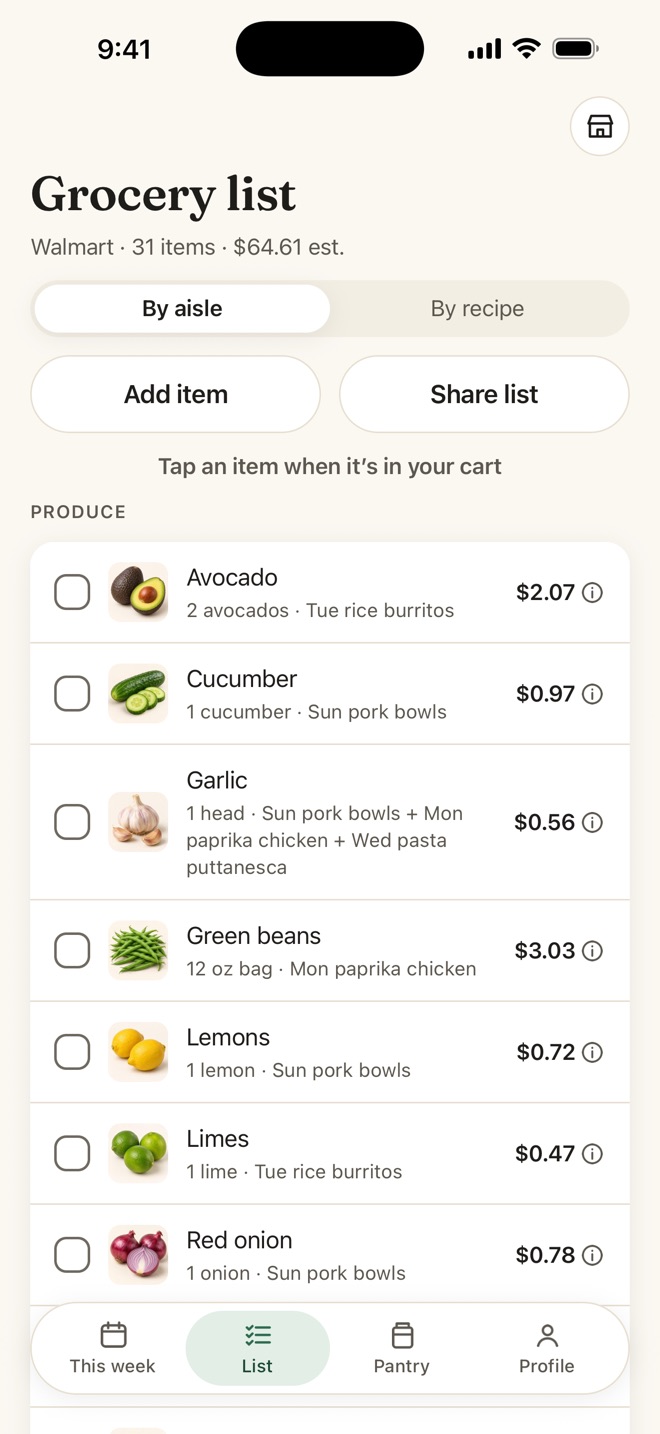 9:41
Grocery list
Walmart · 31 items · $64.61 est.
By aisle
By recipe
Add item
Share list
Tap an item when it’s in your cart
PRODUCE
Avocado
2 avocados · Tue rice burritos
$2.07
Cucumber
1 cucumber · Sun pork bowls
$0.97
Garlic
1 head · Sun pork bowls + Mon
paprika chicken + Wed pasta
puttanesca
$0.56
Green beans
12 oz bag · Mon paprika chicken
$3.03
Lemons
1 lemon · Sun pork bowls
$0.72
Limes
1 lime · Tue rice burritos
$0.47
Red onion
1 onion · Sun pork bowls
$0.78
This week
List
Pantry
Profile